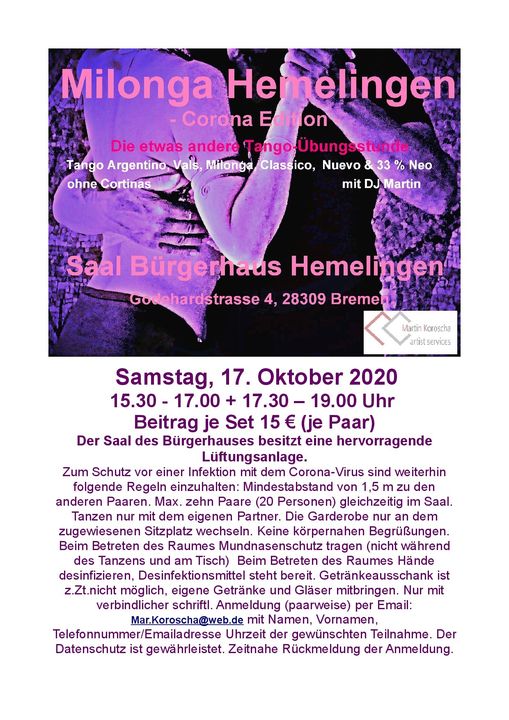 Milonga Hemelingen
- Corona Edition -
Die etwas andere Tango-Übungsstunde
Tango Argentino, Vals, Milonga, Classico, Nuevo & 33 % Neo
ohne Cortinas mit DJ Martin
Saal Bürgerhaus Hemelingen
Godehardstrasse 4, 28309 Bremen
Martin Koroscha
artist services
Samstag, 17. Oktober 2020
15.30 - 17.00 + 17.30 – 19.00 Uhr
Beitrag je Set 15 € (je Paar)
Der Saal des Bürgerhauses besitzt eine hervorragende
Lüftungsanlage.
Zum Schutz vor einer Infektion mit dem Corona-Virus sind weiterhin
folgende Regeln einzuhalten: Mindestabstand von 1,5 m zu den
anderen Paaren. Max. zehn Paare (20 Personen) gleichzeitig im Saal.
Tanzen nur mit dem eigenen Partner. Die Garderobe nur an dem
zugewiesenen Sitzplatz wechseln. Keine körpernahen Begrüßungen.
Beim Betreten des Raumes Mundnasenschutz tragen (nicht während
des Tanzens und am Tisch) Beim Betreten des Raumes Hände
desinfizieren, Desinfektionsmittel steht bereit. Getränkeausschank ist
z.Zt.nicht möglich, eigene Getränke und Gläser mitbringen. Nur mit
verbindlicher schriftl. Anmeldung (paarweise) per Email:
Mar.Koroscha@web.de mit Namen, Vornamen,
Telefonnummer/Emailadresse Uhrzeit der gewünschten Teilnahme. Der
Datenschutz ist gewährleistet. Zeitnahe Rückmeldung der Anmeldung.